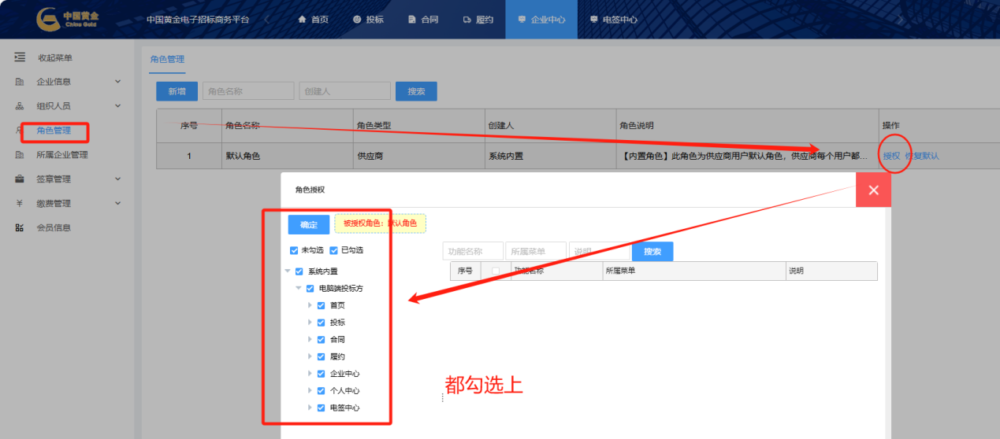 中国黄金
China Gold
中国黄金电子招标商务平台 首页 投标 合同 履约 企业中心 电签中心
收起菜单
企业信息
组织人员
角色管理
所属企业管理
签章管理
缴费管理
会员信息
角色管理
新增 角色名称 创建人 搜索
序号 角色名称 角色类型 创建人 角色说明 操作
1 默认角色 供应商 系统内置 【内置角色】此角色为供应商用户默认角色，供应商每个用户都... 授权 恢复默认
角色授权
确定 被授权角色：默认角色
未勾选 已勾选
功能名称 所属菜单 说明 搜索
序号 功能名称 所属菜单 说明
系统内置
电脑端投标方
首页
投标
合同
履约
企业中心
个人中心
电签中心
都勾选上